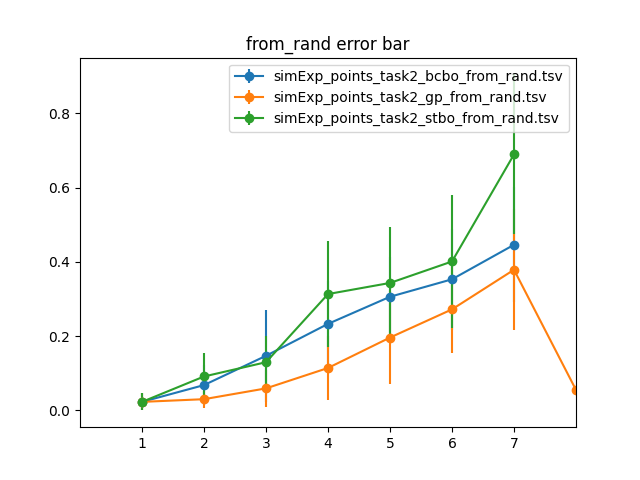 from_rand error bar
simExp_points_task2_bcbo_from_rand.tsv
simExp_points_task2_gp_from_rand.tsv
simExp_points_task2_stbo_from_rand.tsv
0.8
0.6
0.4
0.2
0.0
1 2 3 4 5 6 7